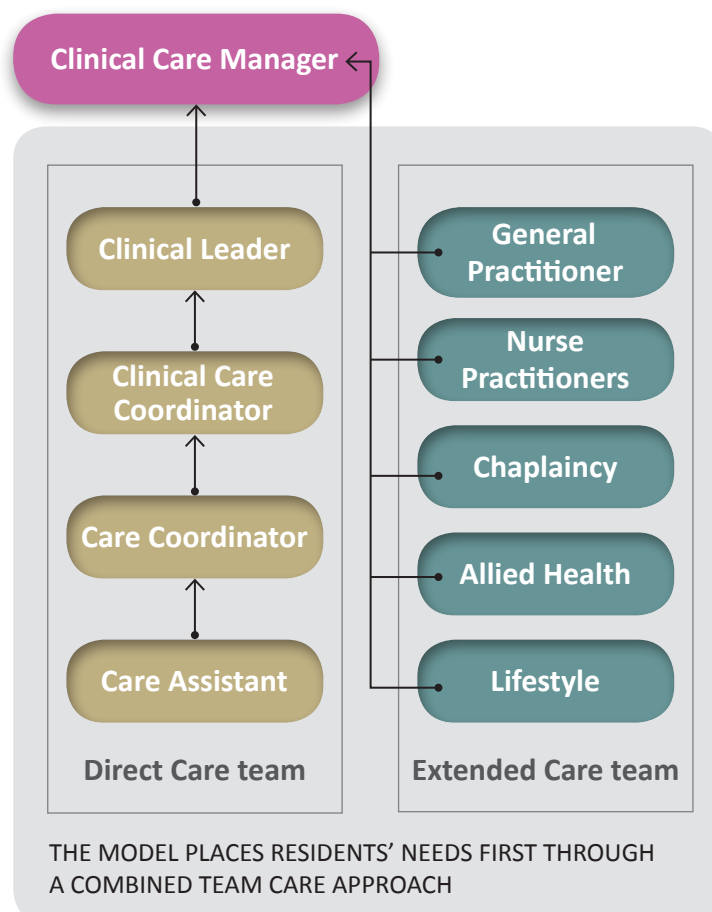 Clinical Care Manager
Clinical Leader
Clinical Care
Coordinator
Care Coordinator
Care Assistant
Direct Care team
General
Practitioner
Nurse
Practitioners
Chaplaincy
Allied Health
Lifestyle
Extended Care team
THE MODEL PLACES RESIDENTS’ NEEDS FIRST THROUGH
A COMBINED TEAM CARE APPROACH